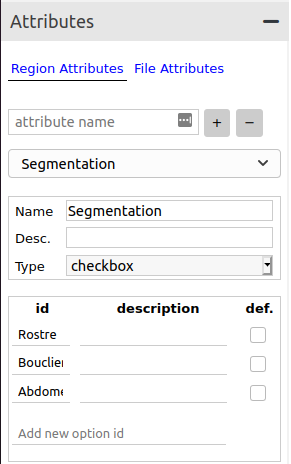 Attributes
Region Attributes File Attributes
attribute name + −
Segmentation
Name Segmentation
Desc.
Type checkbox
id description def.
Rostre
Bouclier
Abdome
Add new option id